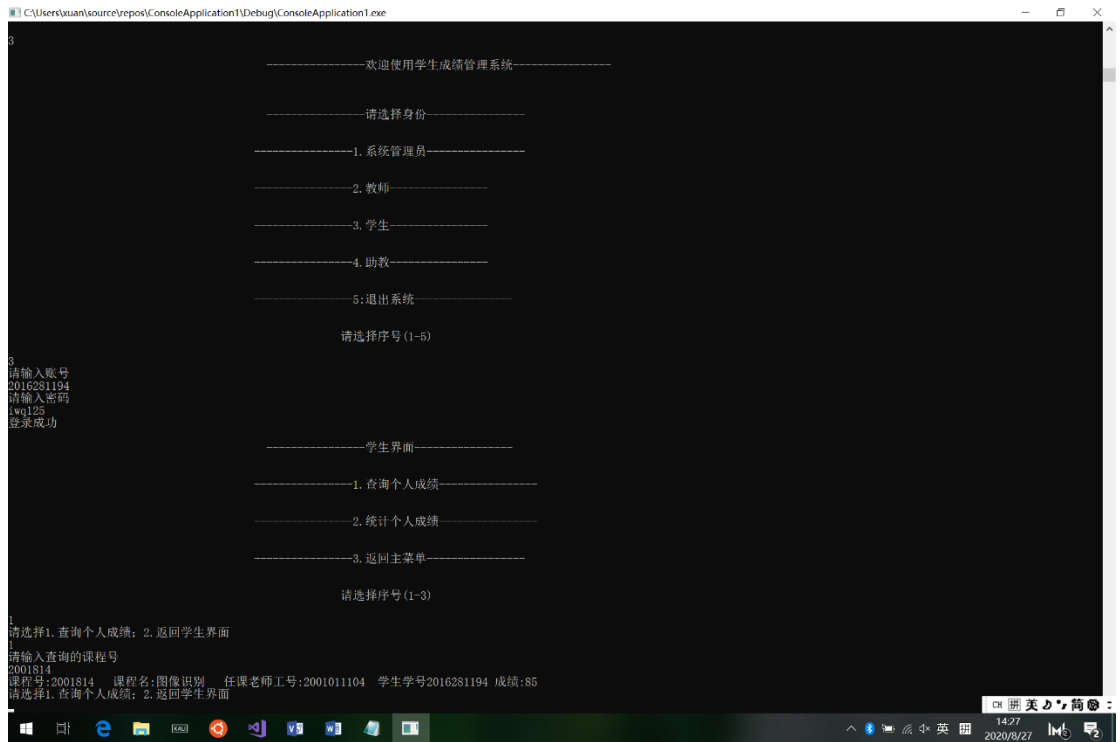 C:\Users\xuan\source\repos\ConsoleApplication1\Debug\ConsoleApplication1.exe
3
----------------欢迎使用学生成绩管理系统----------------
----------------请选择身份----------------
----------------1.系统管理员----------------
----------------2.教师----------------
----------------3.学生----------------
----------------4.助教----------------
----------------5:退出系统----------------
请选择序号(1-5)
3
请输入账号
2016281194
请输入密码
iwq125
登录成功
----------------学生界面----------------
----------------1.查询个人成绩----------------
----------------2.统计个人成绩----------------
----------------3.返回主菜单----------------
请选择序号(1-3)
1
请选择1.查询个人成绩; 2.返回学生界面
1
请输入查询的课程号
2001814
课程号:2001814 课程名:图像识别 任课老师工号:2001011104 学生学号2016281194 成绩:85
请选择1.查询个人成绩; 2.返回学生界面
CH 拼 英 简
英 拼 14:27
2020/8/27